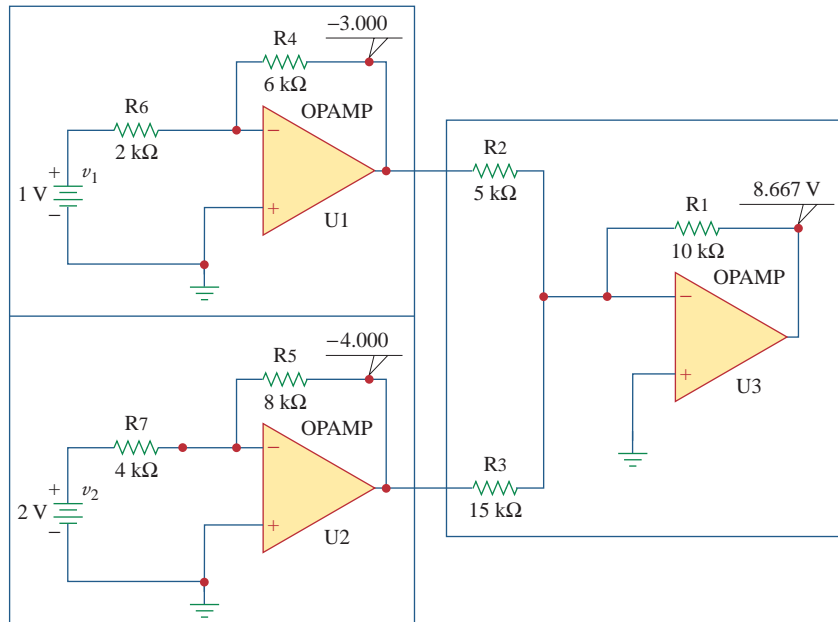 −3.000
R4
6 kΩ
OPAMP
R6
2 kΩ
−
+
1 V
−
v1
+
U1
R2
5 kΩ
8.667 V
R1
10 kΩ
OPAMP
−
+
U3
−4.000
R5
8 kΩ
OPAMP
R7
4 kΩ
−
+
2 V
−
v2
+
U2
R3
15 kΩ